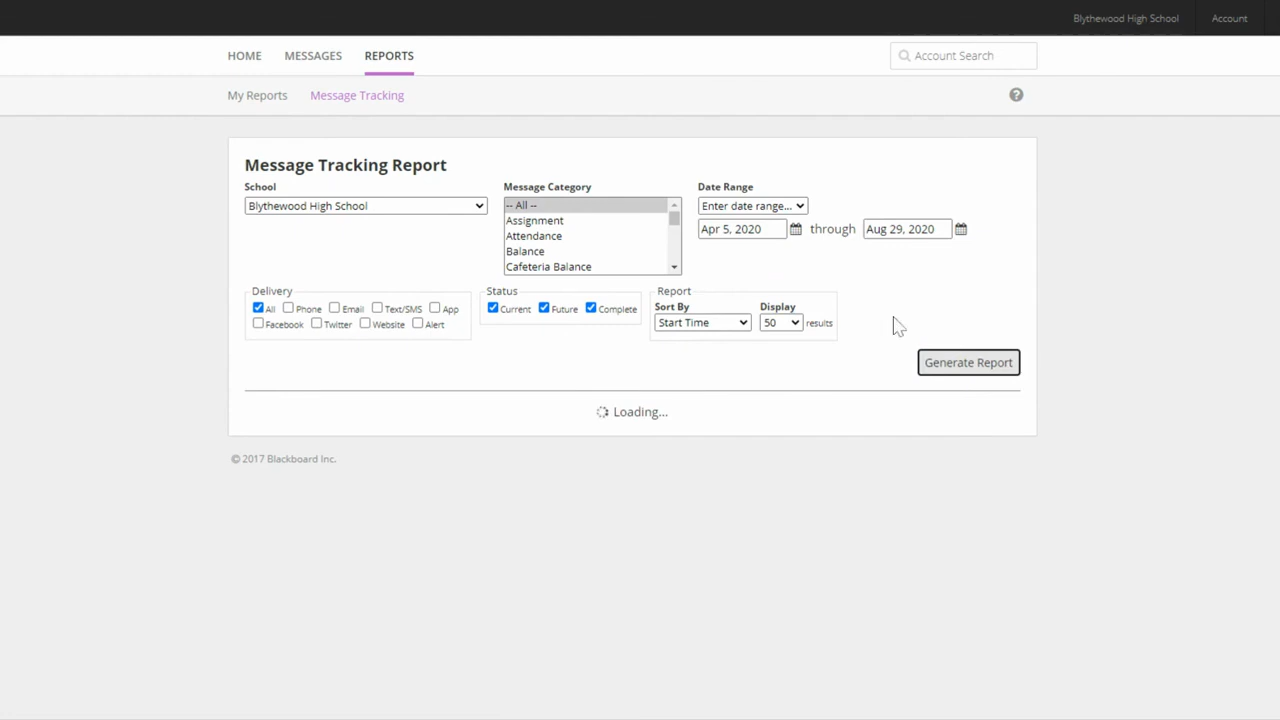 Blythewood High School Account
HOME MESSAGES REPORTS Account Search
My Reports Message Tracking ?
Message Tracking Report
School Message Category Date Range
Blythewood High School -- All -- Enter date range...
Assignment Apr 5, 2020 through Aug 29, 2020
Attendance
Balance
Cafeteria Balance
Delivery Status Report
All Phone Email Text/SMS App Current Future Complete Sort By Display
Facebook Twitter Website Alert Start Time 50 results
Generate Report
Loading...
© 2017 Blackboard Inc.